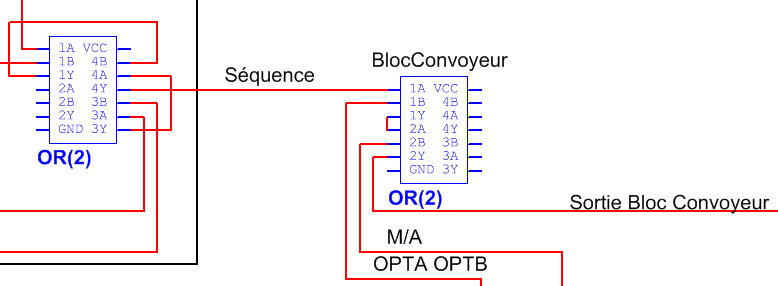 1A VCC
1B 4B
1Y 4A
2A 4Y
2B 3B
2Y 3A
GND 3Y
OR(2)
Séquence
BlocConvoyeur
1A VCC
1B 4B
1Y 4A
2A 4Y
2B 3B
2Y 3A
GND 3Y
OR(2)
Sortie Bloc Convoyeur
M/A
OPTA OPTB